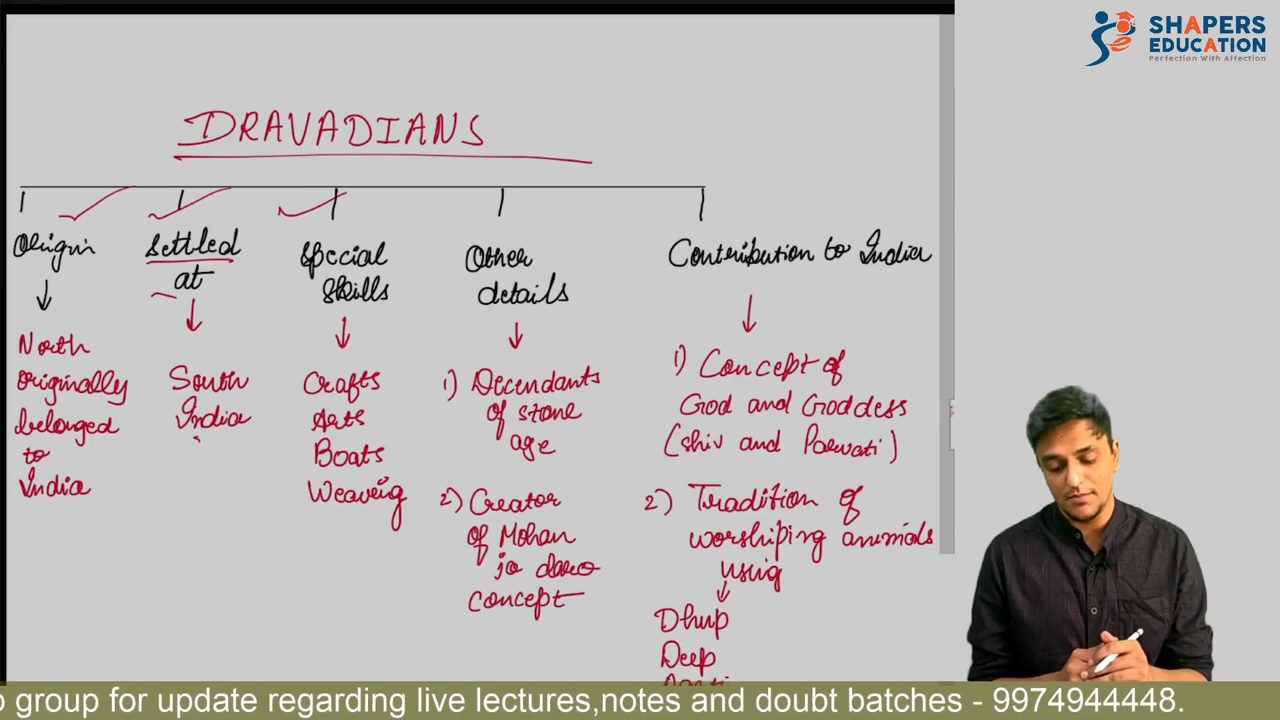 SHAPERS
EDUCATION
Perfection With Affection
DRAVADIANS
Origin
North
originally
belonged
to
India
Settled
at
South
India
Special
Skills
Crafts
Arts
Boats
Weaving
Other
details
1) Decendants
of stone
age
2) Creator
of Mohan
jo daro
concept
Contribution to India
1) Concept of
God and Goddess
(Shiv and Parvati)
2) Tradition of
worshiping animals
using
Dhup
Deep
group for update regarding live lectures,notes and doubt batches - 9974944448.